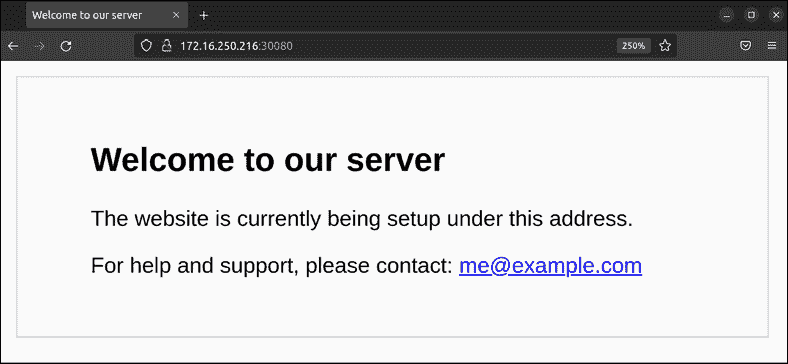 Welcome to our server
172.16.250.216:30080
250%
Welcome to our server
The website is currently being setup under this address.
For help and support, please contact: me@example.com